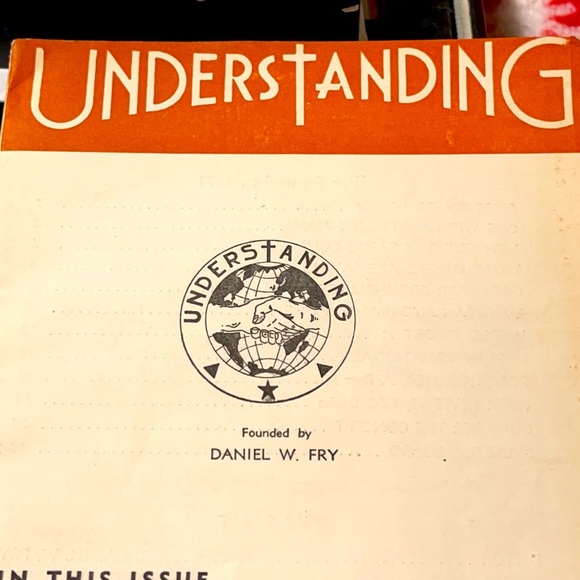 UNDERSTANDING
UNDERSTANDING
Founded by
DANIEL W. FRY
IN THIS ISSUE